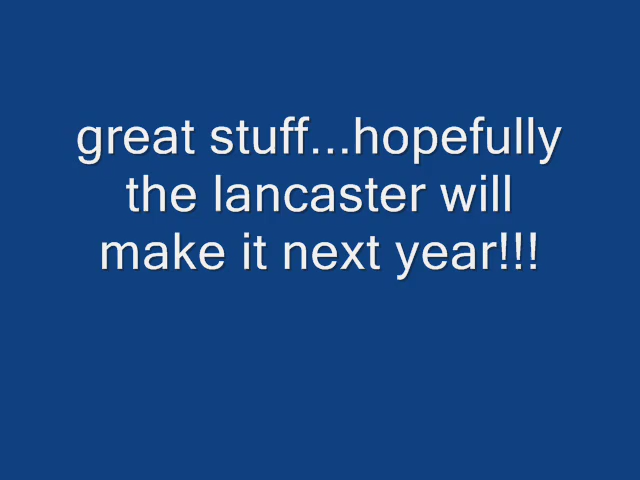 great stuff...hopefully
the lancaster will
make it next year!!!